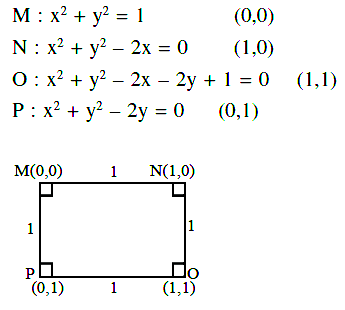 M : x² + y² = 1 (0,0)
N : x² + y² – 2x = 0 (1,0)
O : x² + y² – 2x – 2y + 1 = 0 (1,1)
P : x² + y² – 2y = 0 (0,1)
M(0,0) 1 N(1,0)
1 1
P O
(0,1) 1 (1,1)